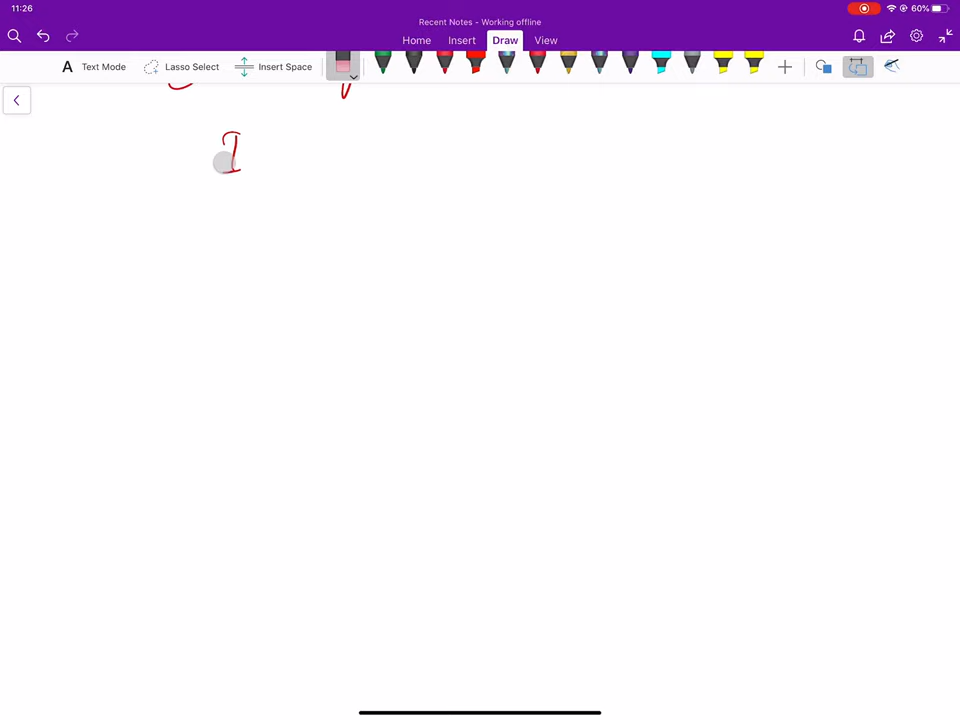 11:26
60%
Recent Notes - Working offline
Home Insert Draw View
A Text Mode Lasso Select Insert Space
I